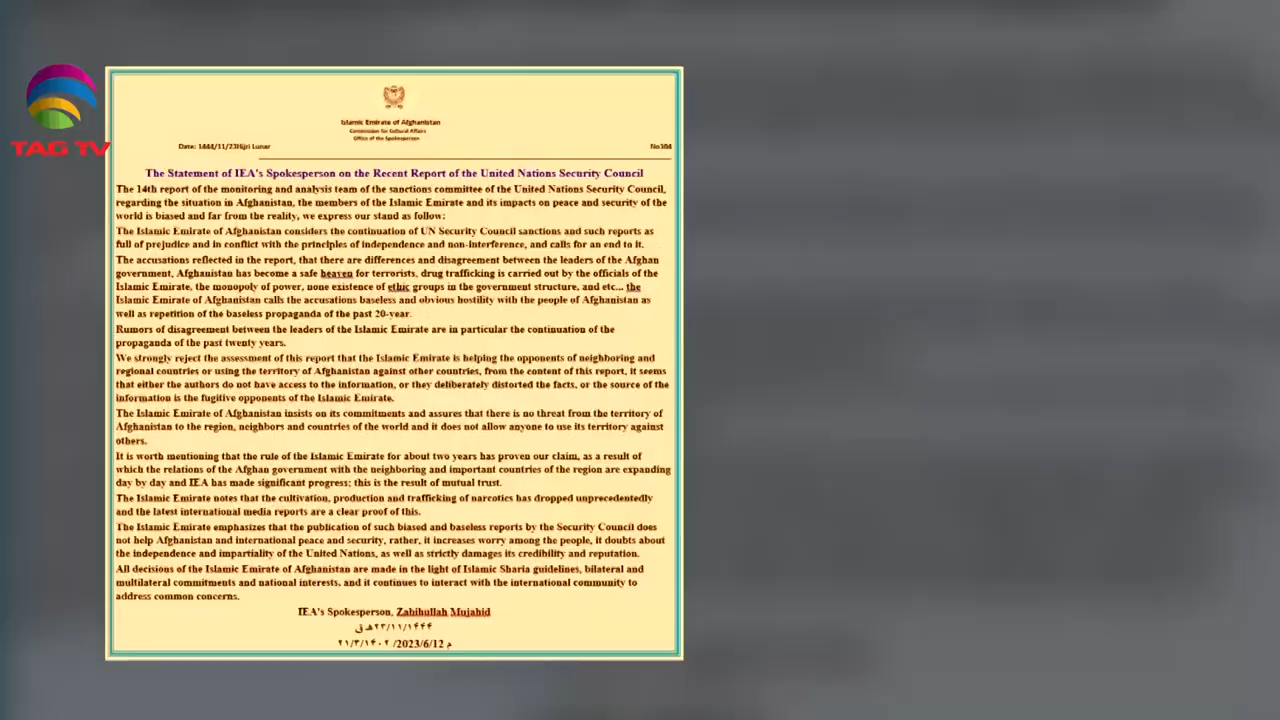 TAG TV
Islamic Emirate of Afghanistan
Commission for Cultural Affairs
Office of the Spokesperson
Date: 1444/11/23Hijri Lunar
No304
The Statement of IEA's Spokesperson on the Recent Report of the United Nations Security Council
The 14th report of the monitoring and analysis team of the sanctions committee of the United Nations Security Council,
regarding the situation in Afghanistan, the members of the Islamic Emirate and its impacts on peace and security of the
world is biased and far from the reality, we express our stand as follow:
The Islamic Emirate of Afghanistan considers the continuation of UN Security Council sanctions and such reports as
full of prejudice and in conflict with the principles of independence and non-interference, and calls for an end to it.
The accusations reflected in the report, that there are differences and disagreement between the leaders of the Afghan
government, Afghanistan has become a safe heaven for terrorists, drug trafficking is carried out by the officials of the
Islamic Emirate, the monopoly of power, none existence of ethic groups in the government structure, and etc... the
Islamic Emirate of Afghanistan calls the accusations baseless and obvious hostility with the people of Afghanistan as
well as repetition of the baseless propaganda of the past 20-year.
Rumors of disagreement between the leaders of the Islamic Emirate are in particular the continuation of the
propaganda of the past twenty years.
We strongly reject the assessment of this report that the Islamic Emirate is helping the opponents of neighboring and
regional countries or using the territory of Afghanistan against other countries, from the content of this report, it seems
that either the authors do not have access to the information, or they deliberately distorted the facts, or the source of the
information is the fugitive opponents of the Islamic Emirate.
The Islamic Emirate of Afghanistan insists on its commitments and assures that there is no threat from the territory of
Afghanistan to the region, neighbors and countries of the world and it does not allow anyone to use its territory against
others.
It is worth mentioning that the rule of the Islamic Emirate for about two years has proven our claim, as a result of
which the relations of the Afghan government with the neighboring and important countries of the region are expanding
day by day and IEA has made significant progress; this is the result of mutual trust.
The Islamic Emirate notes that the cultivation, production and trafficking of narcotics has dropped unprecedentedly
and the latest international media reports are a clear proof of this.
The Islamic Emirate emphasizes that the publication of such biased and baseless reports by the Security Council does
not help Afghanistan and international peace and security, rather, it increases worry among the people, it doubts about
the independence and impartiality of the United Nations, as well as strictly damages its credibility and reputation.
All decisions of the Islamic Emirate of Afghanistan are made in the light of Islamic Sharia guidelines, bilateral and
multilateral commitments and national interests, and it continues to interact with the international community to
address common concerns.
IEA's Spokesperson, Zabihullah Mujahid
۲۳/۱۱/۱۴۴۴هـ ق
۲۱/۳/۱۴۰۲ /2023/6/12 م